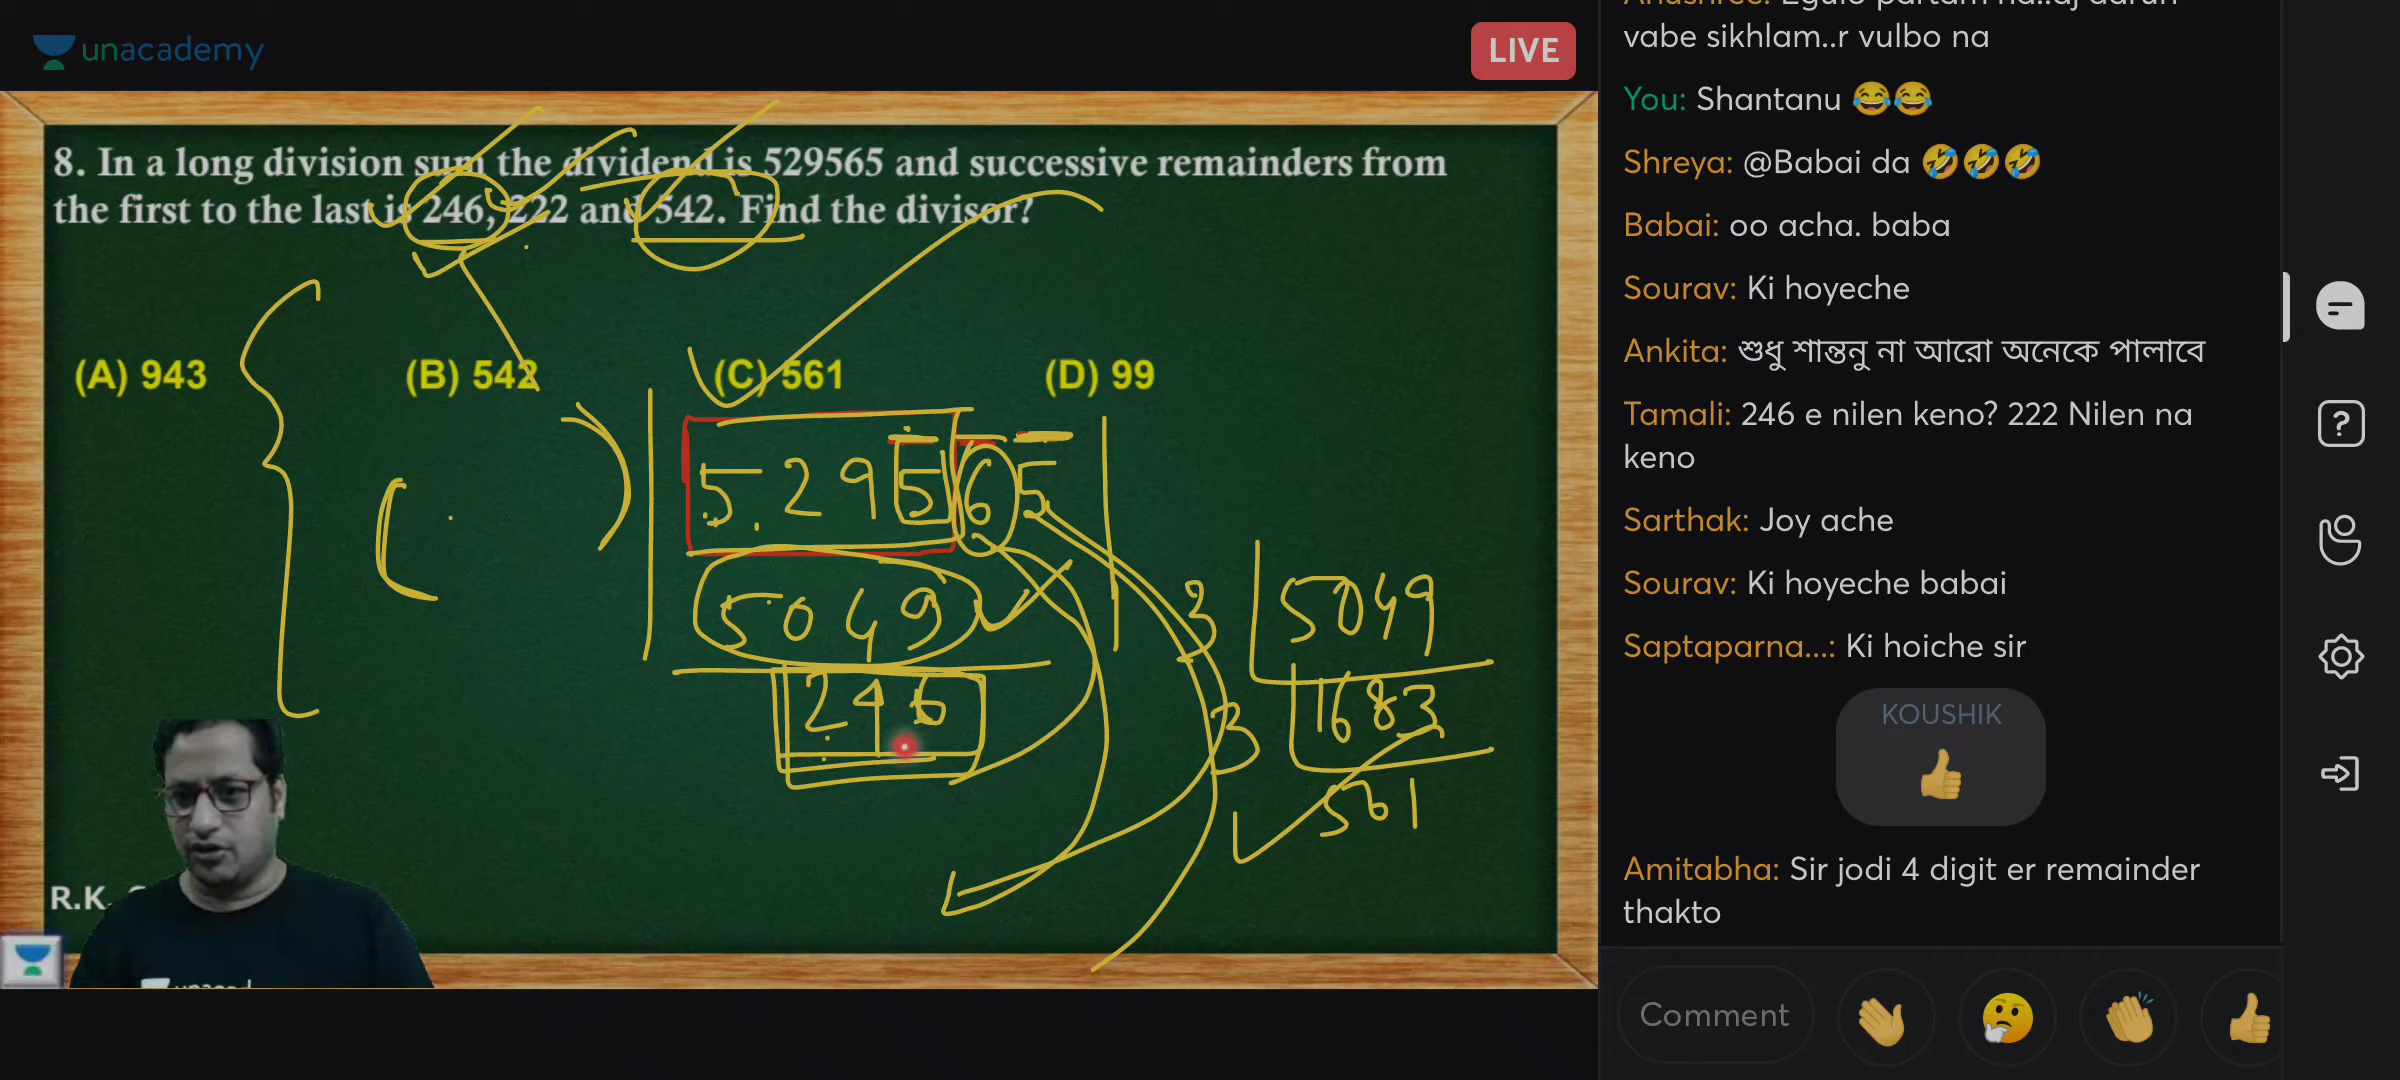 unacademy
LIVE
8. In a long division sum the dividend is 529565 and successive remainders from
the first to the last is 246, 222 and 542. Find the divisor?
(A) 943 (B) 542 (C) 561 (D) 99
529565
5049
246
3 5049
3 1683
561
R.K.
vabe sikhlam..r vulbo na
You: Shantanu 😂😂
Shreya: @Babai da 🤣🤣🤣
Babai: oo acha. baba
Sourav: Ki hoyeche
Ankita: শুধু শান্তনু না আরো অনেকে পালাবে
Tamali: 246 e nilen keno? 222 Nilen na
keno
Sarthak: Joy ache
Sourav: Ki hoyeche babai
Saptaparna...: Ki hoiche sir
KOUSHIK
👍
Amitabha: Sir jodi 4 digit er remainder
thakto
Comment